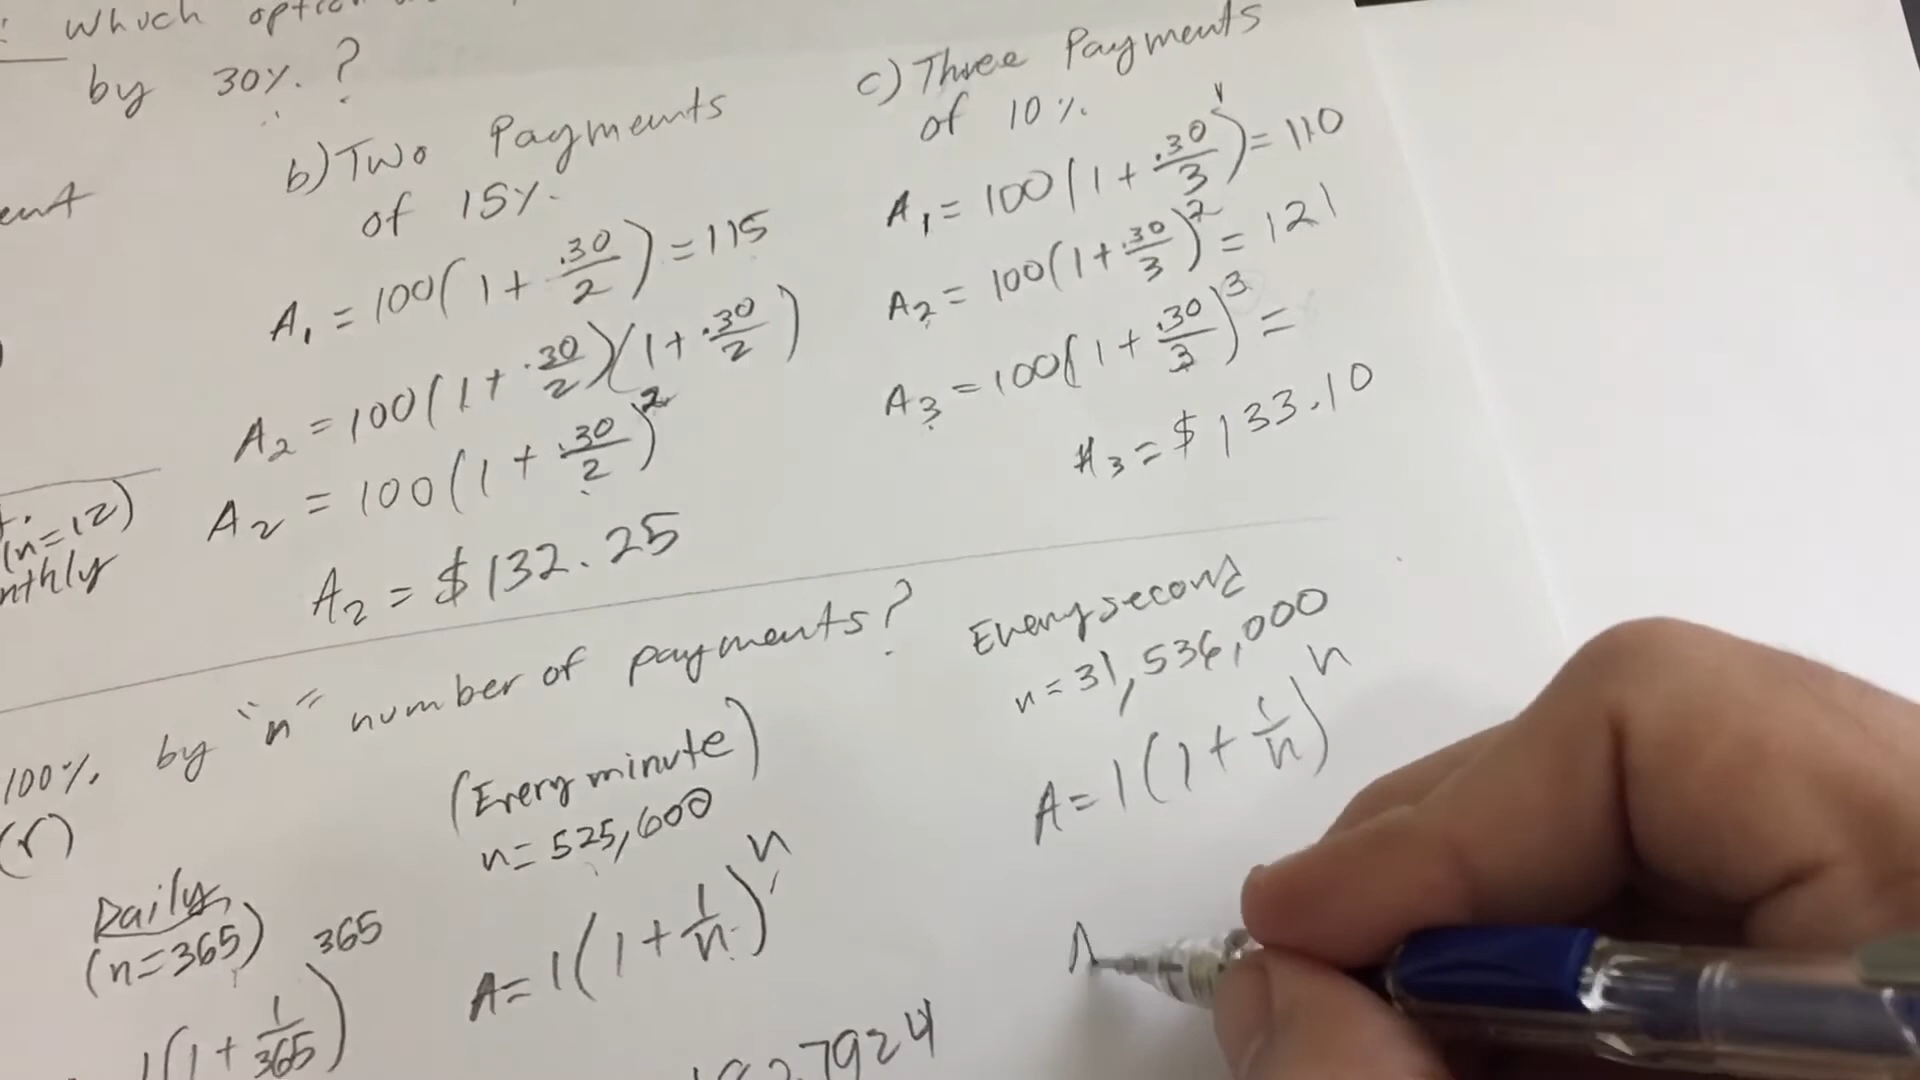 : Which option
by 30%. ?
b) Two Payments
of 15%.
A₁ = 100(1 + .30/2) = 115
A₂ = 100(1 + .30/2)(1 + .30/2)
A₂ = 100(1 + .30/2)²
A₂ = $132.25
c) Three Payments
of 10%.
A₁ = 100(1 + .30/3)¹ = 110
A₂ = 100(1 + .30/3)² = 121
A₃ = 100(1 + .30/3)³ =
A₃ = $133.10
(n=12)
100% by "n" number of payments?
(r)
Daily
(n=365)
1(1 + 1/365)³⁶⁵
(Every minute)
n = 525,600
A = 1(1 + 1/n)ⁿ
7924
Every second
n = 31,536,000
A = 1(1 + 1/n)ⁿ